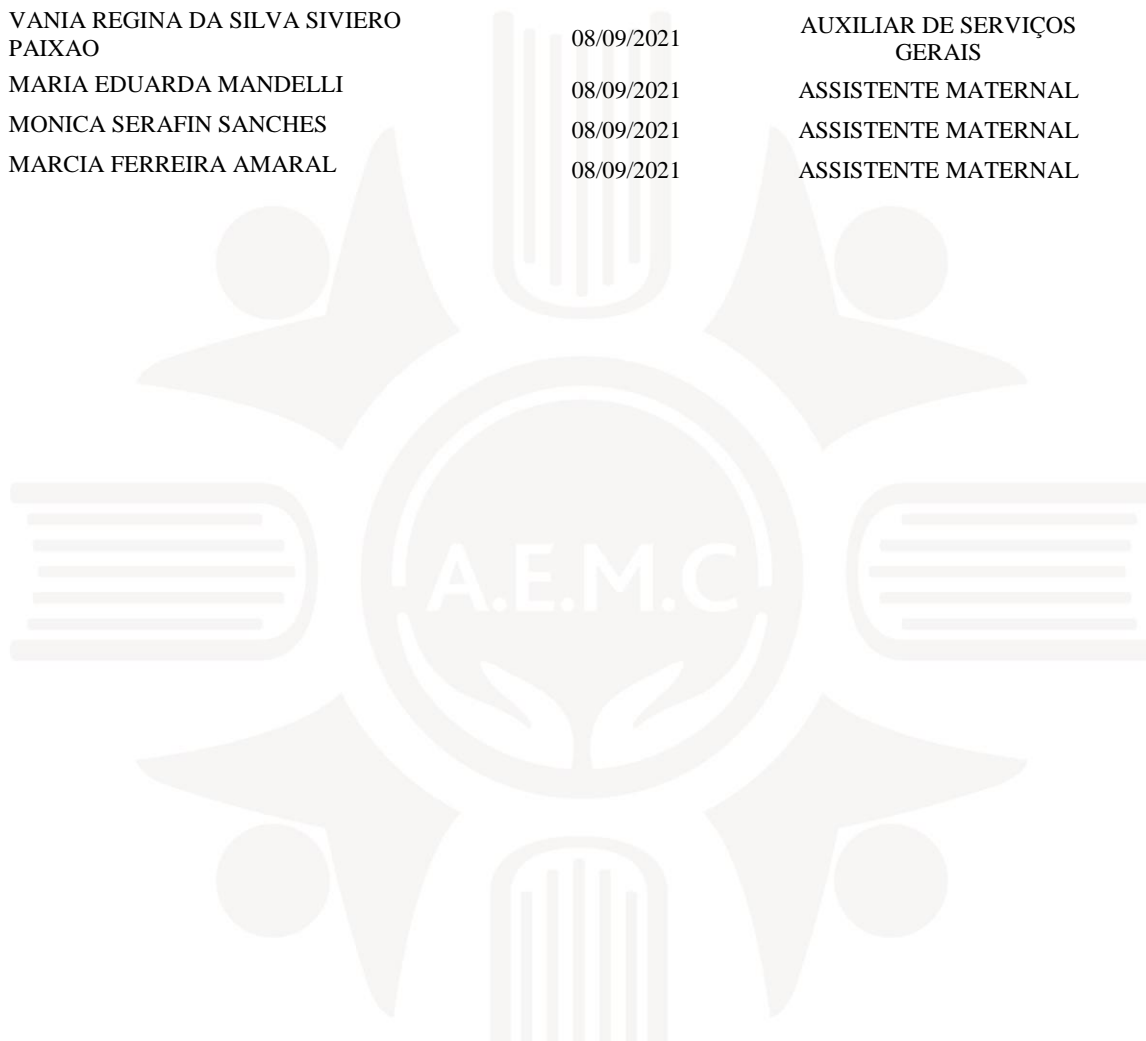 VANIA REGINA DA SILVA SIVIERO
PAIXAO
08/09/2021
AUXILIAR DE SERVIÇOS
GERAIS
MARIA EDUARDA MANDELLI 08/09/2021 ASSISTENTE MATERNAL
MONICA SERAFIN SANCHES 08/09/2021 ASSISTENTE MATERNAL
MARCIA FERREIRA AMARAL 08/09/2021 ASSISTENTE MATERNAL
A.E.M.C